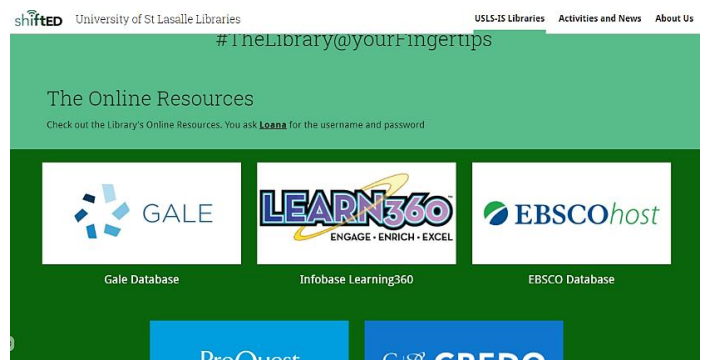 shiftED University of St Lasalle Libraries USLS-IS Libraries Activities and News About Us
#TheLibrary@yourFingertips
The Online Resources
Check out the Library's Online Resources. You ask Loana for the username and password
GALE
LEARN360
ENGAGE • ENRICH • EXCEL
EBSCOhost
Gale Database Infobase Learning360 EBSCO Database
ProQuest CREDO